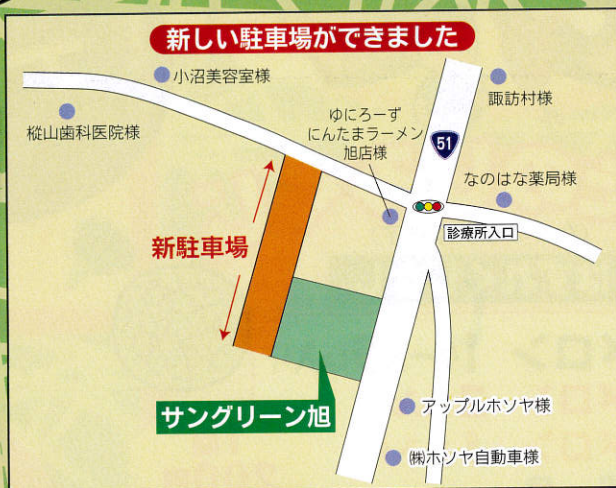 新しい駐車場ができました
小沼美容室様
諏訪村様
樅山歯科医院様
ゆにろーず
にんたまラーメン
旭店様
51
なのはな薬局様
診療所入口
新駐車場
サングリーン旭
アップルホソヤ様
㈱ホソヤ自動車様